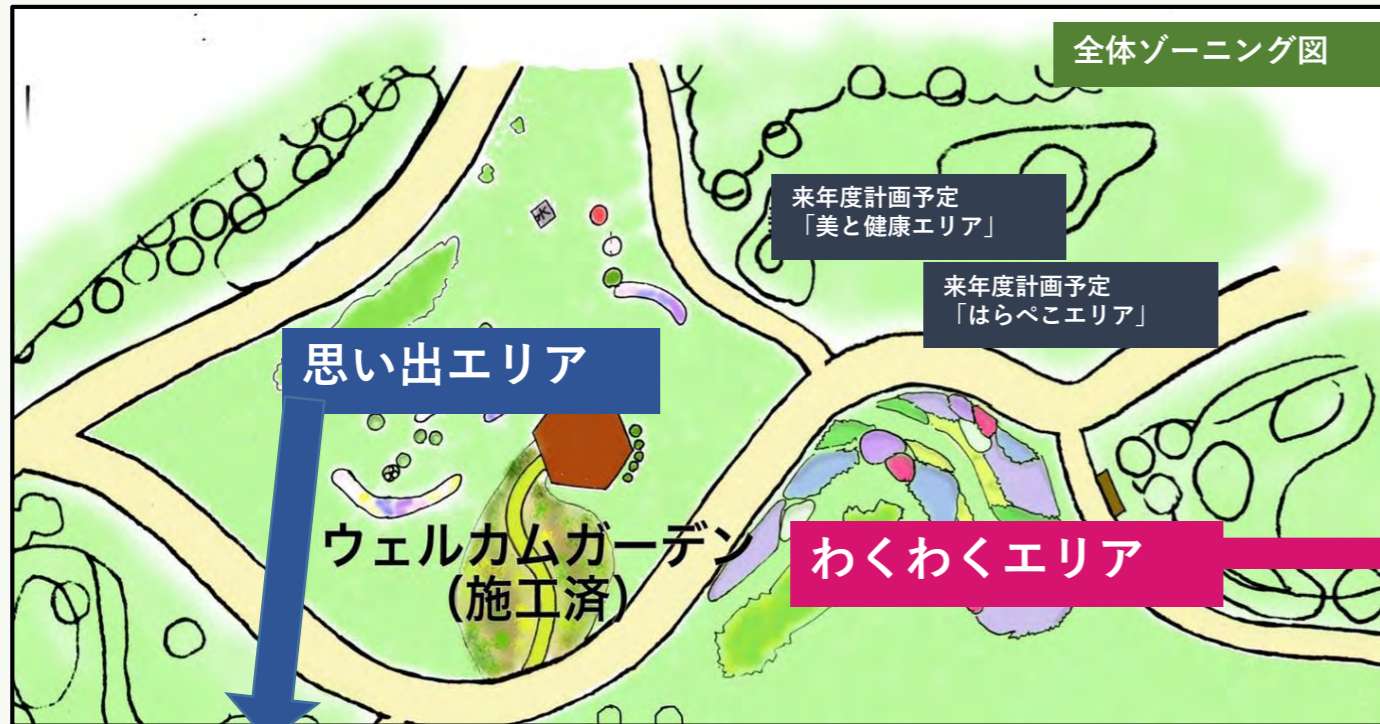 全体ゾーニング図
来年度計画予定
「美と健康エリア」
来年度計画予定
「はらぺこエリア」
思い出エリア
ウェルカムガーデン
（施工済）
わくわくエリア